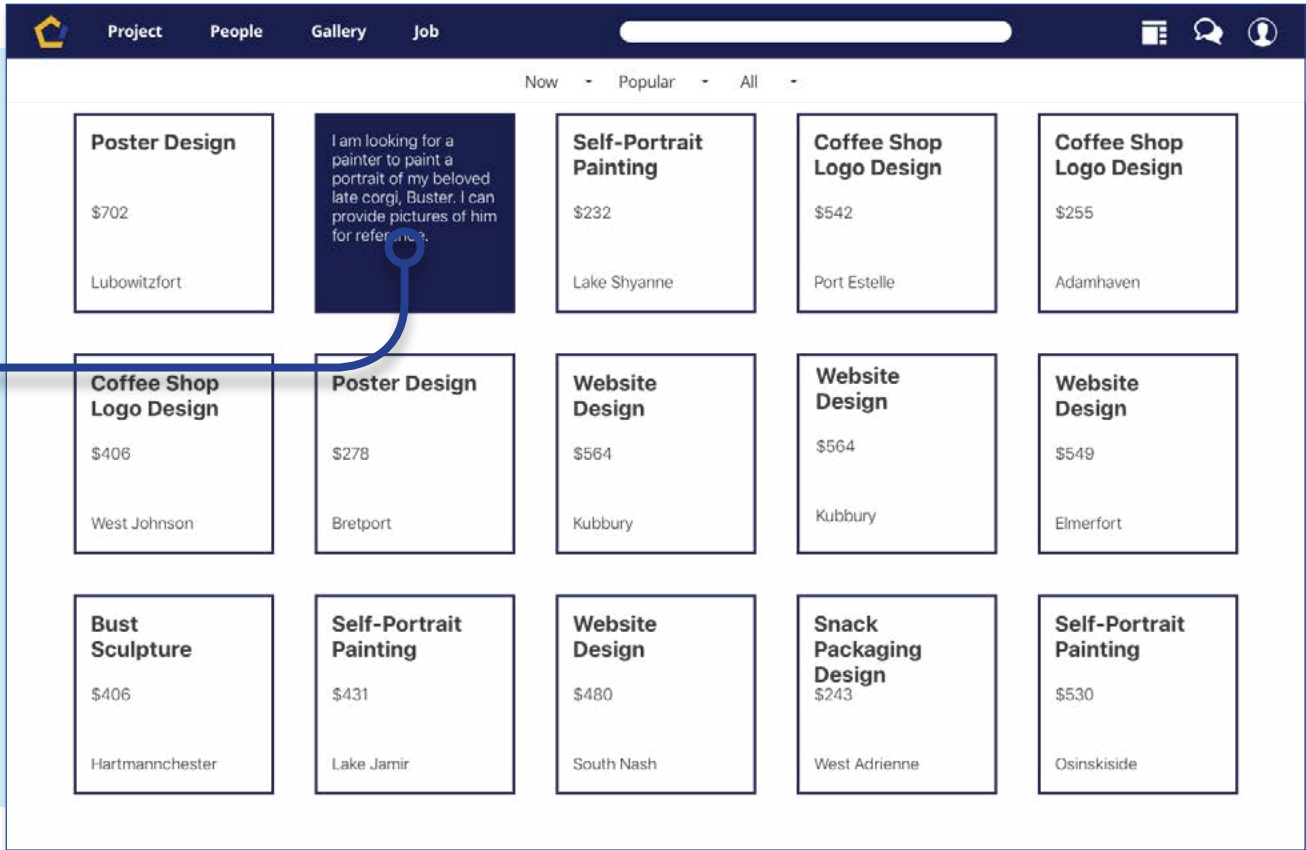 Project People Gallery Job
Now - Popular - All -
Poster Design
$702
Lubowitzfort
I am looking for a
painter to paint a
portrait of my beloved
late corgi, Buster. I can
provide pictures of him
for reference.
Self-Portrait
Painting
$232
Lake Shyanne
Coffee Shop
Logo Design
$542
Port Estelle
Coffee Shop
Logo Design
$255
Adamhaven
Coffee Shop
Logo Design
$406
West Johnson
Poster Design
$278
Bretport
Website
Design
$564
Kubbury
Website
Design
$564
Kubbury
Website
Design
$549
Elmerfort
Bust
Sculpture
$406
Hartmannchester
Self-Portrait
Painting
$431
Lake Jamir
Website
Design
$480
South Nash
Snack
Packaging
Design
$243
West Adrienne
Self-Portrait
Painting
$530
Osinskiside